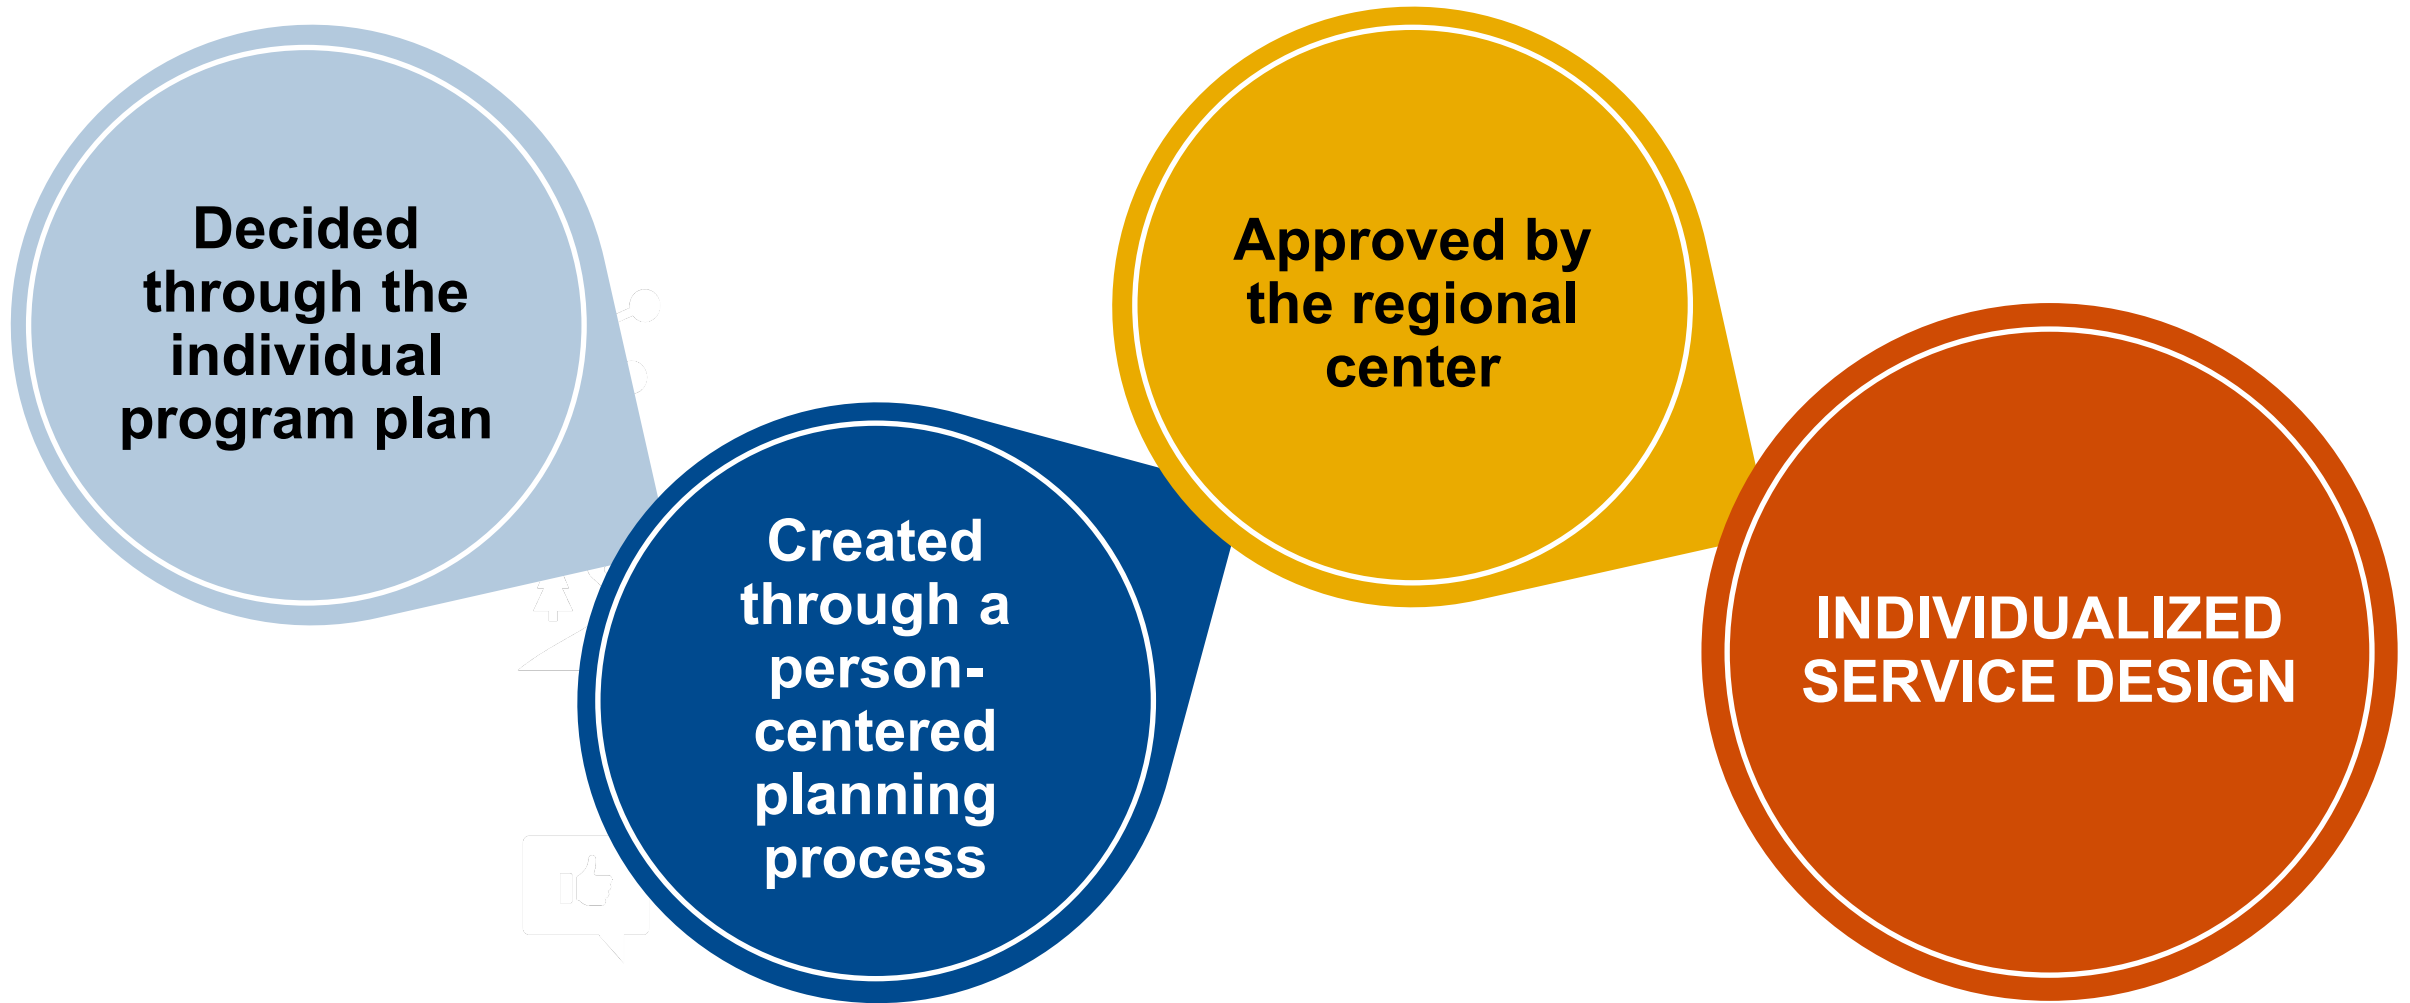 Decided
through the
individual
program plan
Created
through a
person-
centered
planning
process
Approved by
the regional
center
INDIVIDUALIZED
SERVICE DESIGN